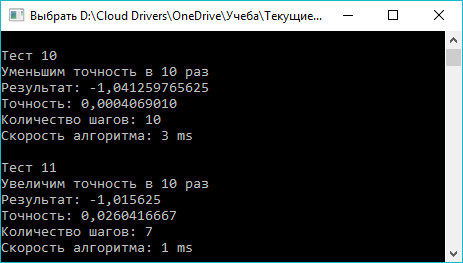 Выбрать D:\Cloud Drivers\OneDrive\Учеба\Текущие...
Тест 10
Уменьшим точность в 10 раз
Результат: -1,041259765625
Точность: 0,0004069010
Количество шагов: 10
Скорость алгоритма: 3 ms
Тест 11
Увеличим точность в 10 раз
Результат: -1,015625
Точность: 0,0260416667
Количество шагов: 7
Скорость алгоритма: 1 ms